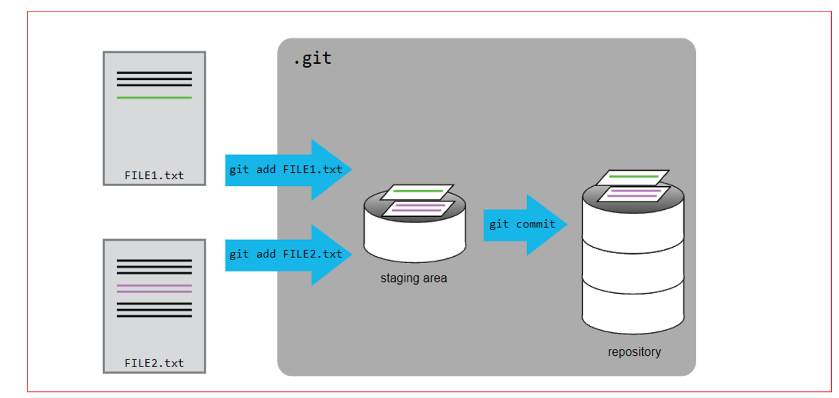 .git
FILE1.txt
git add FILE1.txt
git add FILE2.txt
git commit
staging area
repository
FILE2.txt